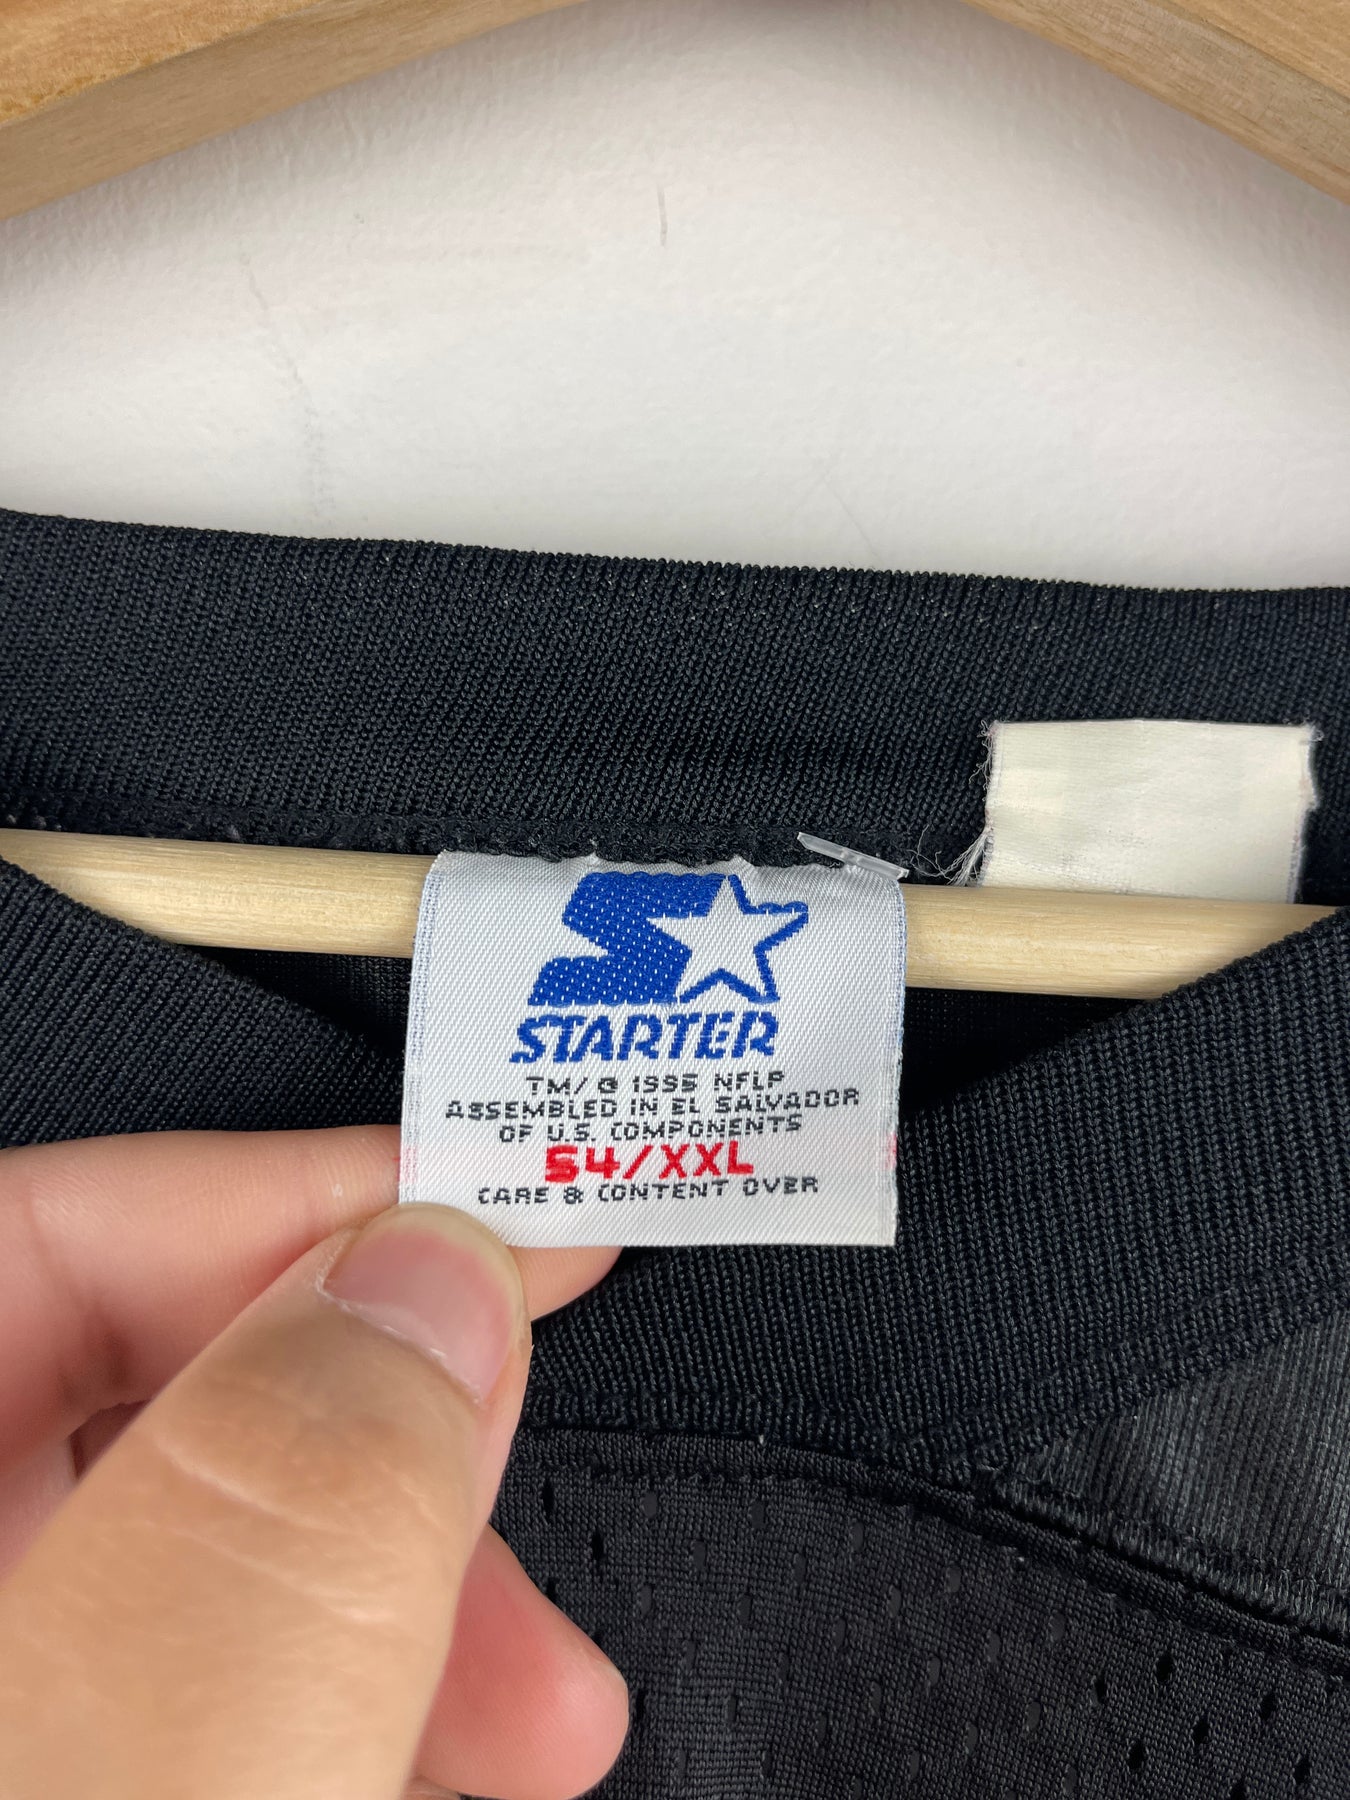 STARTER
TM/© 1995 NFLP
ASSEMBLED IN EL SALVADOR
OF U.S. COMPONENTS
54/XXL
CARE & CONTENT OVER